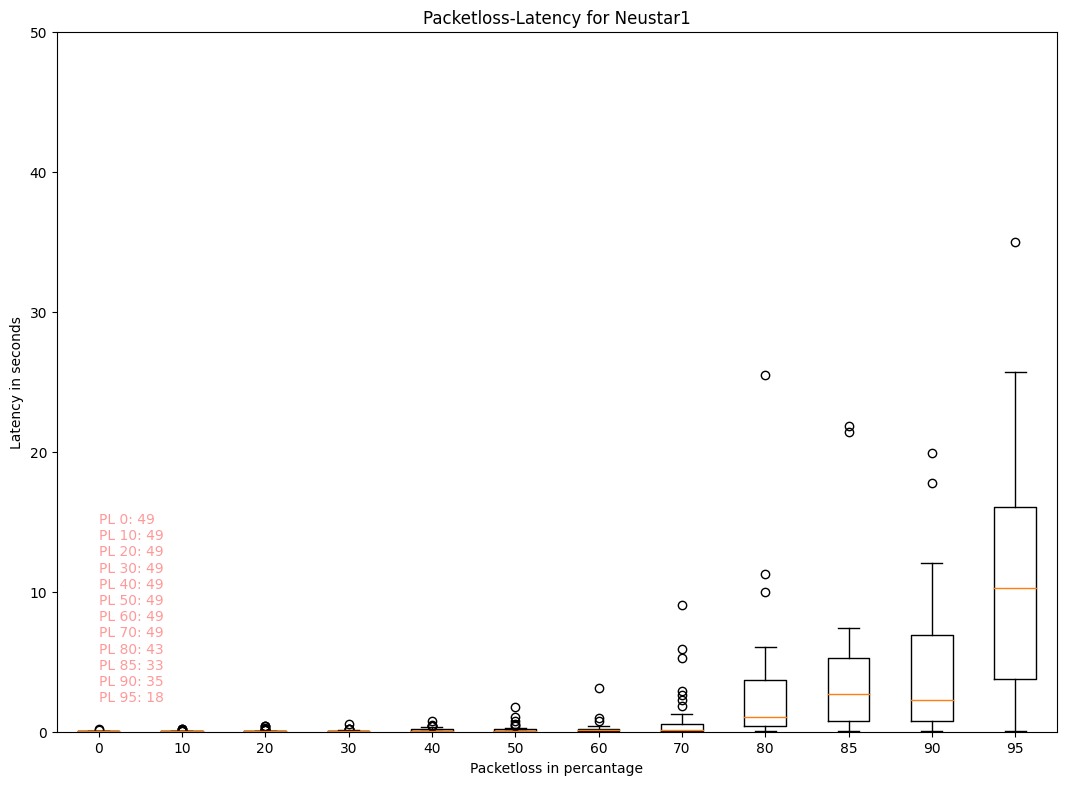 Packetloss-Latency for Neustar1
50
40
30
20
10
0
Latency in seconds
PL 0: 49
PL 10: 49
PL 20: 49
PL 30: 49
PL 40: 49
PL 50: 49
PL 60: 49
PL 70: 49
PL 80: 43
PL 85: 33
PL 90: 35
PL 95: 18
0 10 20 30 40 50 60 70 80 85 90 95
Packetloss in percantage